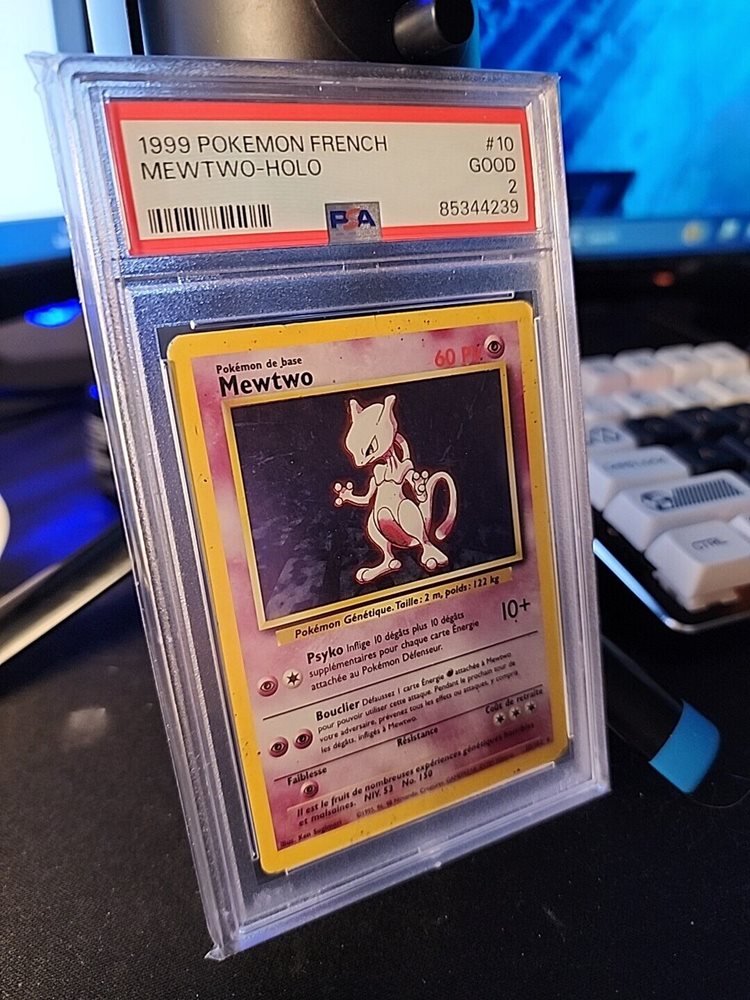 1999 POKEMON FRENCH #10
MEWTWO-HOLO GOOD
2
PSA 85344239
Pokémon de base
Mewtwo 60 PV
Pokémon Génétique. Taille: 2 m, poids: 122 kg
Psyko Inflige 10 dégâts plus 10 dégâts
supplémentaires pour chaque carte Énergie
attachée au Pokémon Défenseur.
10+
Bouclier Défaussez 1 carte Énergie attachée à Mewtwo
pour pouvoir utiliser cette attaque. Pendant le prochain tour de
votre adversaire, prévenez tous les effets ou attaques, y compris
les dégâts, infligés à Mewtwo.
Faiblesse Résistance Coût de retraite
Il est le fruit de nombreuses expériences génétiques horribles
et malsaines. NIV. 53 No. 150
Illus. Ken Sugimori
CTRL